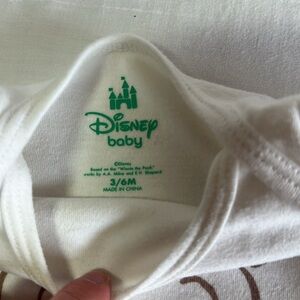 Disney
baby
©Disney
Based on the "Winnie the Pooh"
works by A.A. Milne and E.H. Shepard
3/6M
MADE IN CHINA